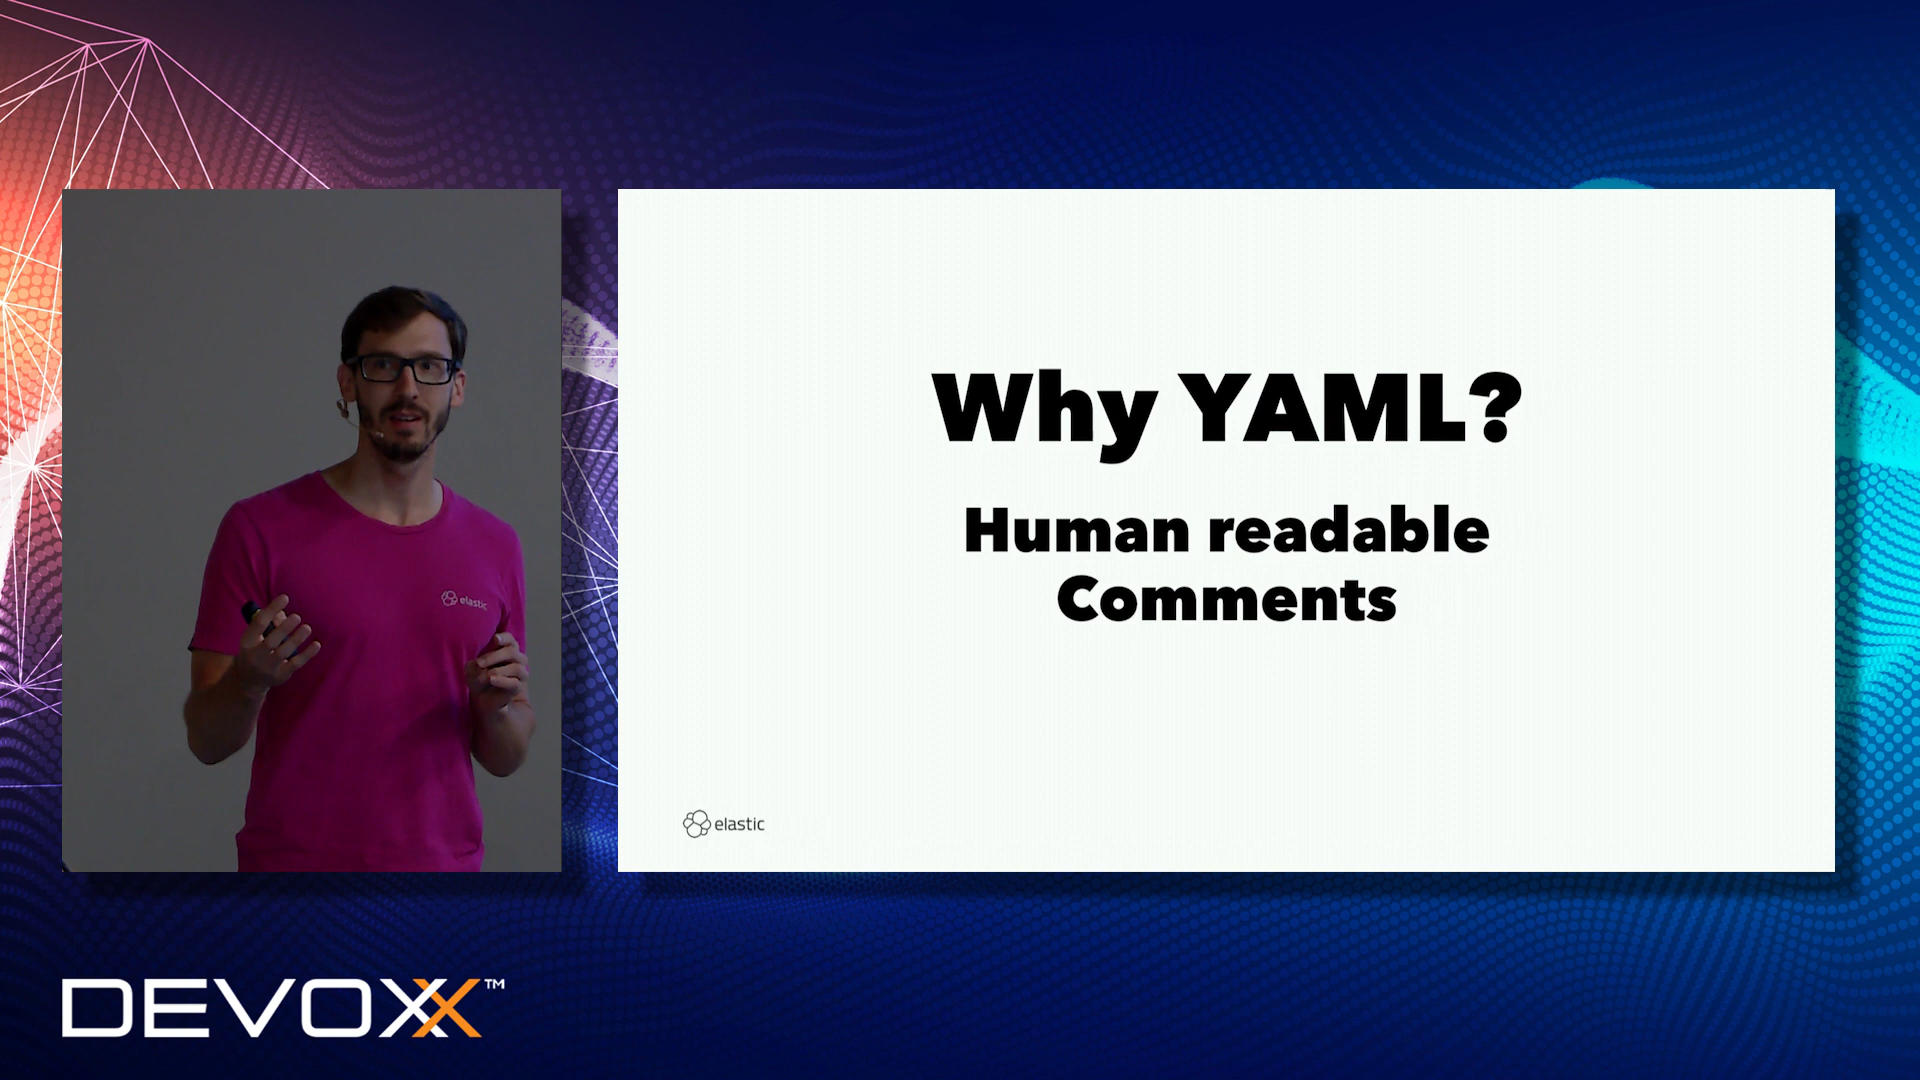 Why YAML?
Human readable
Comments
elastic
elastic
DEVOXX™